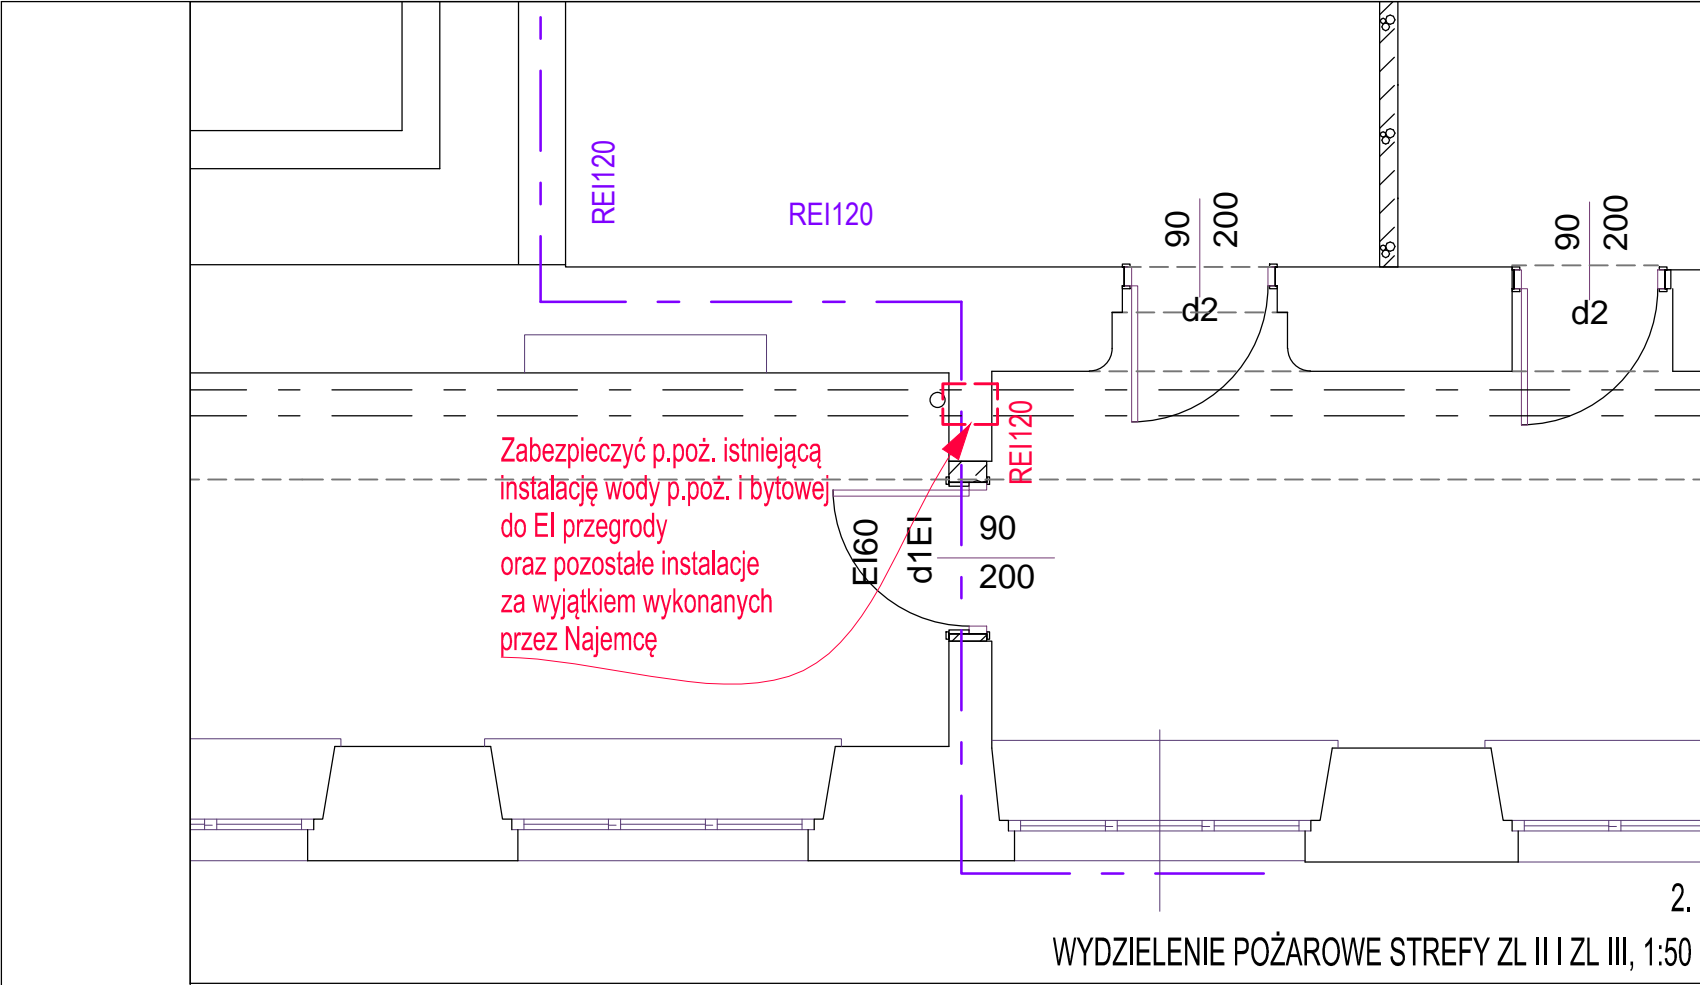 REI120
REI120
90
200
d2
90
200
d2
REI120
Zabezpieczyć p.poż. istniejącą
instalację wody p.poż. i bytowej
do EI przegrody
oraz pozostałe instalacje
za wyjątkiem wykonanych
przez Najemcę
EI60
d1EI
90
200
2.
WYDZIELENIE POŻAROWE STREFY ZL II I ZL III, 1:50